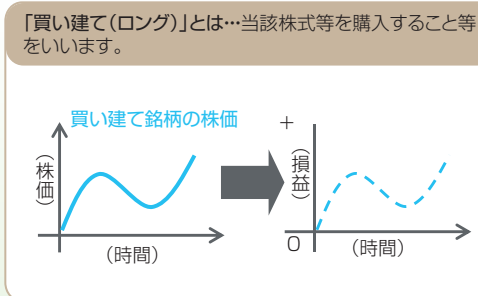 「買い建て(ロング)」とは…当該株式等を購入すること等
をいいます。
買い建て銘柄の株価
(株価)
(時間)
+
(損益)
0
(時間)